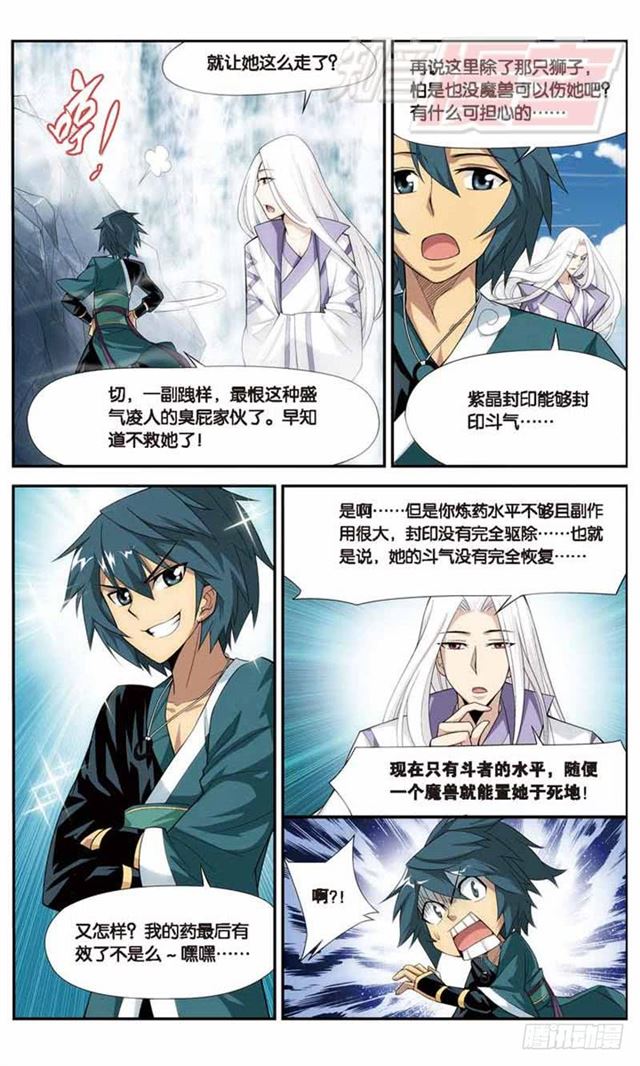 就让她这么走了？
哼！
切，一副跩样，最恨这种盛
气凌人的臭屁家伙了。早知
道不救她了！
再说这里除了那只狮子，
怕是也没魔兽可以伤她吧？
有什么可担心的……
紫晶封印能够封
印斗气……
又怎样？我的药最后有
效了不是么～嘿嘿……
是啊……但是你炼药水平不够且副作
用很大，封印没有完全驱除……也就
是说，她的斗气没有完全恢复……
现在只有斗者的水平，随便
一个魔兽就能置她于死地！
啊？！
腾讯动漫